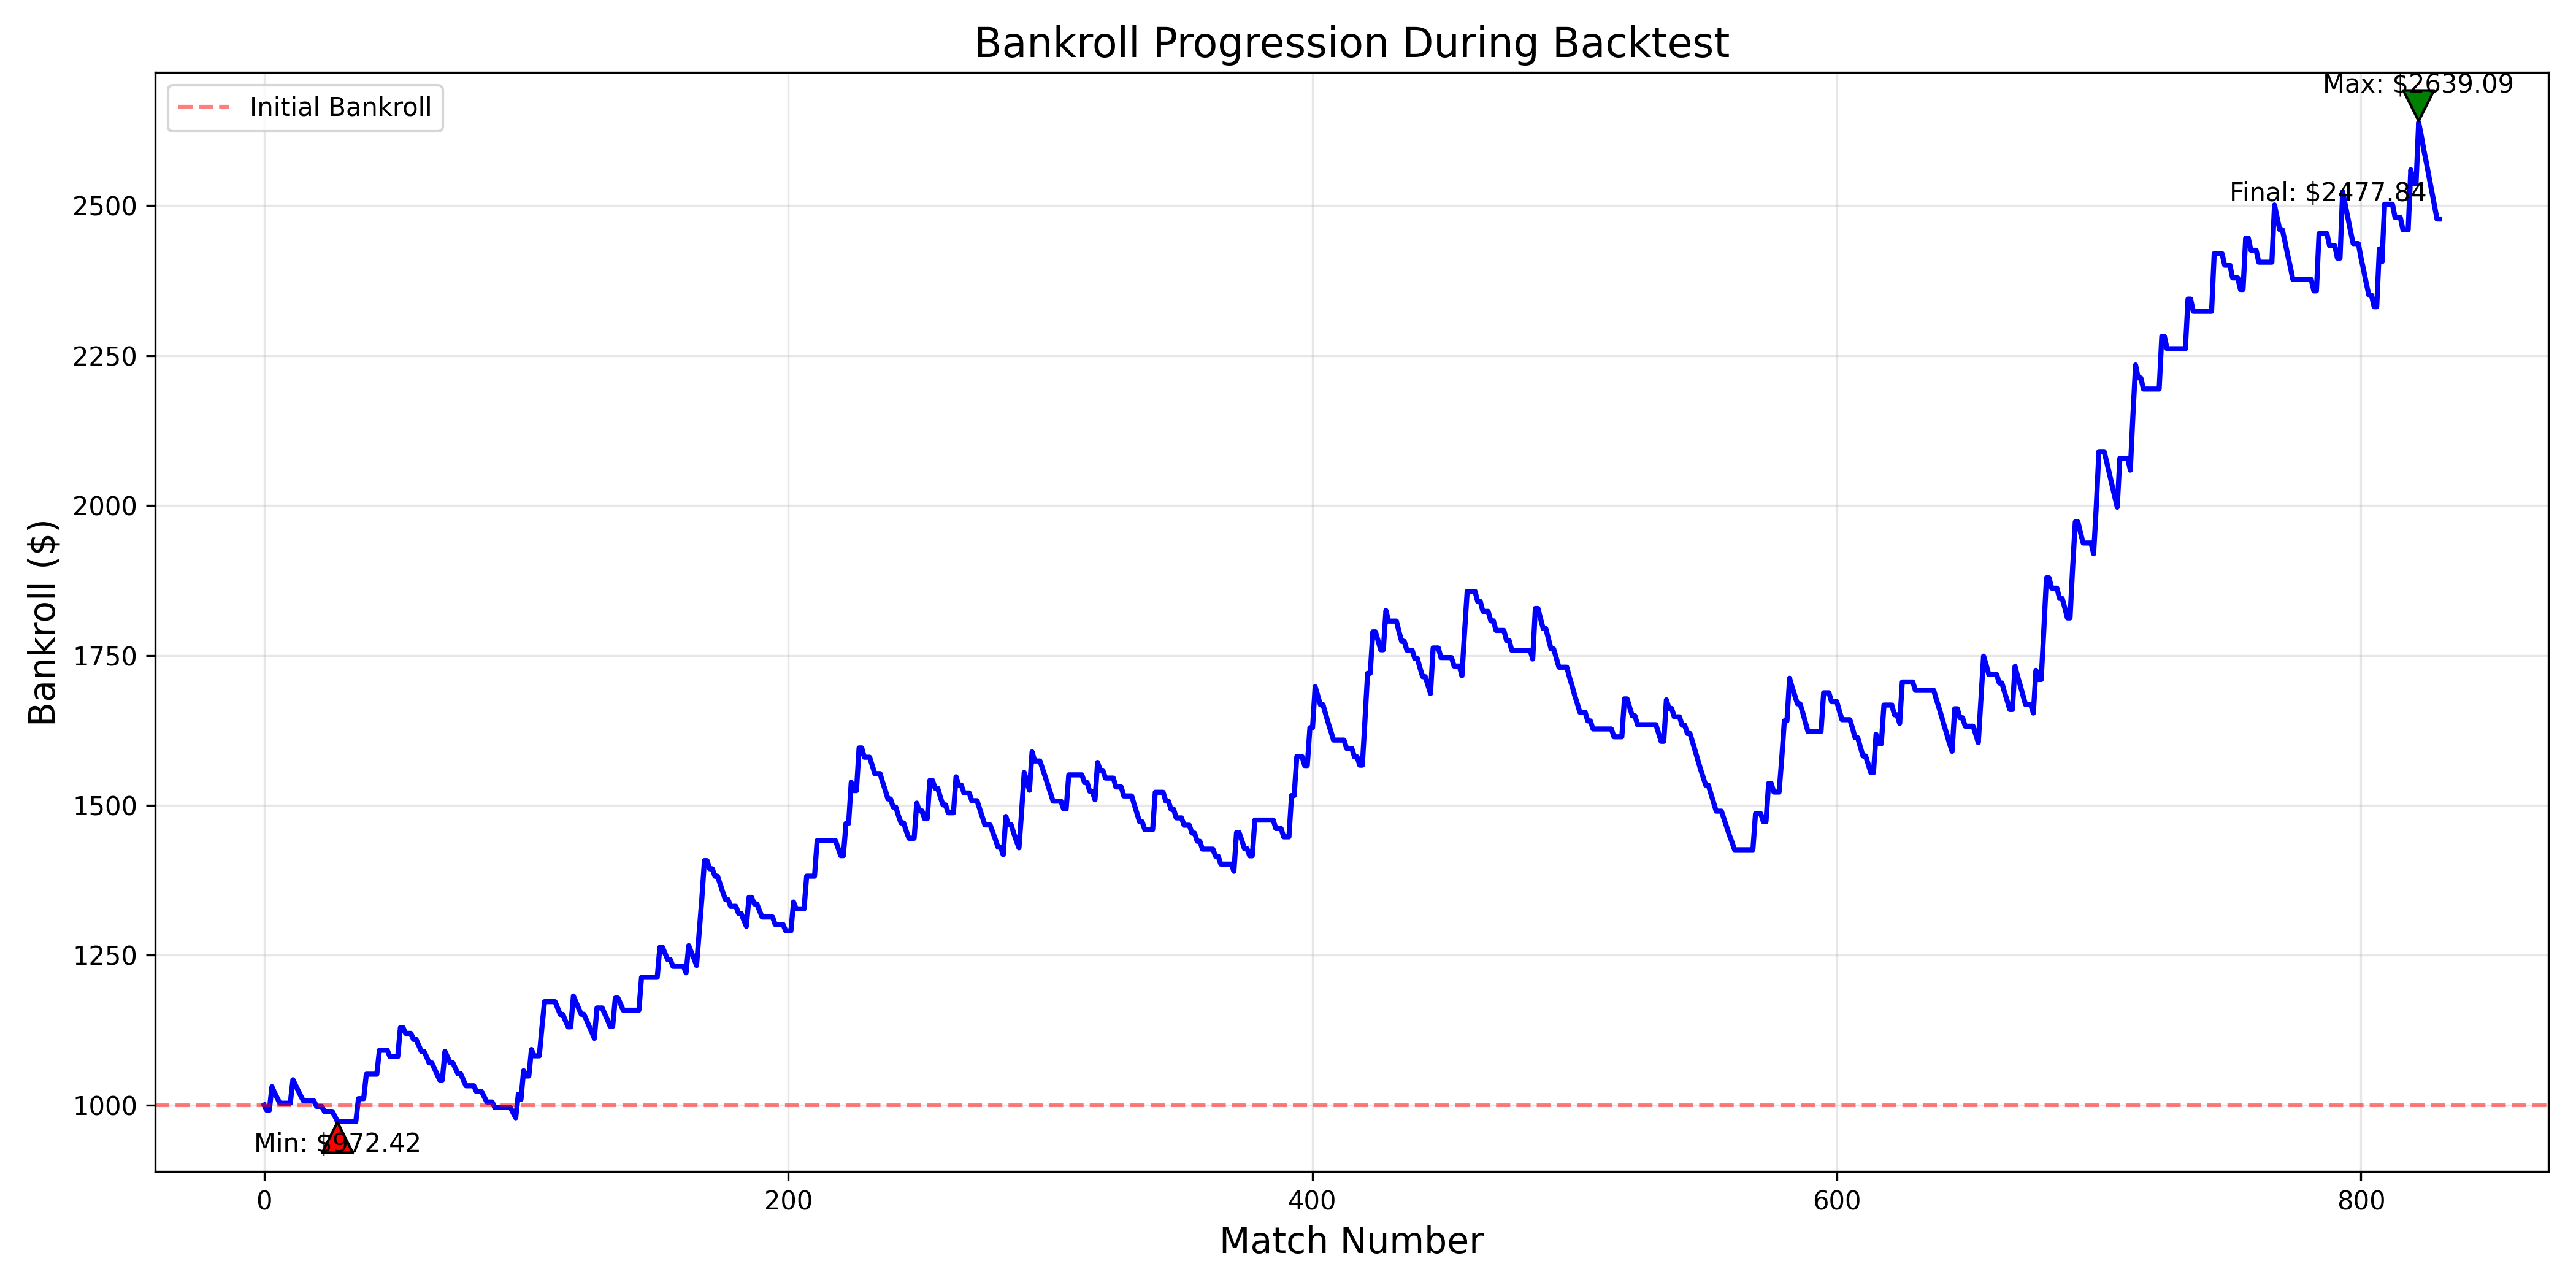 Bankroll Progression During Backtest
Initial Bankroll
Max: $2639.09
Final: $2477.84
Min: $972.42
Bankroll ($)
2500
2250
2000
1750
1500
1250
1000
0
200
400
600
800
Match Number